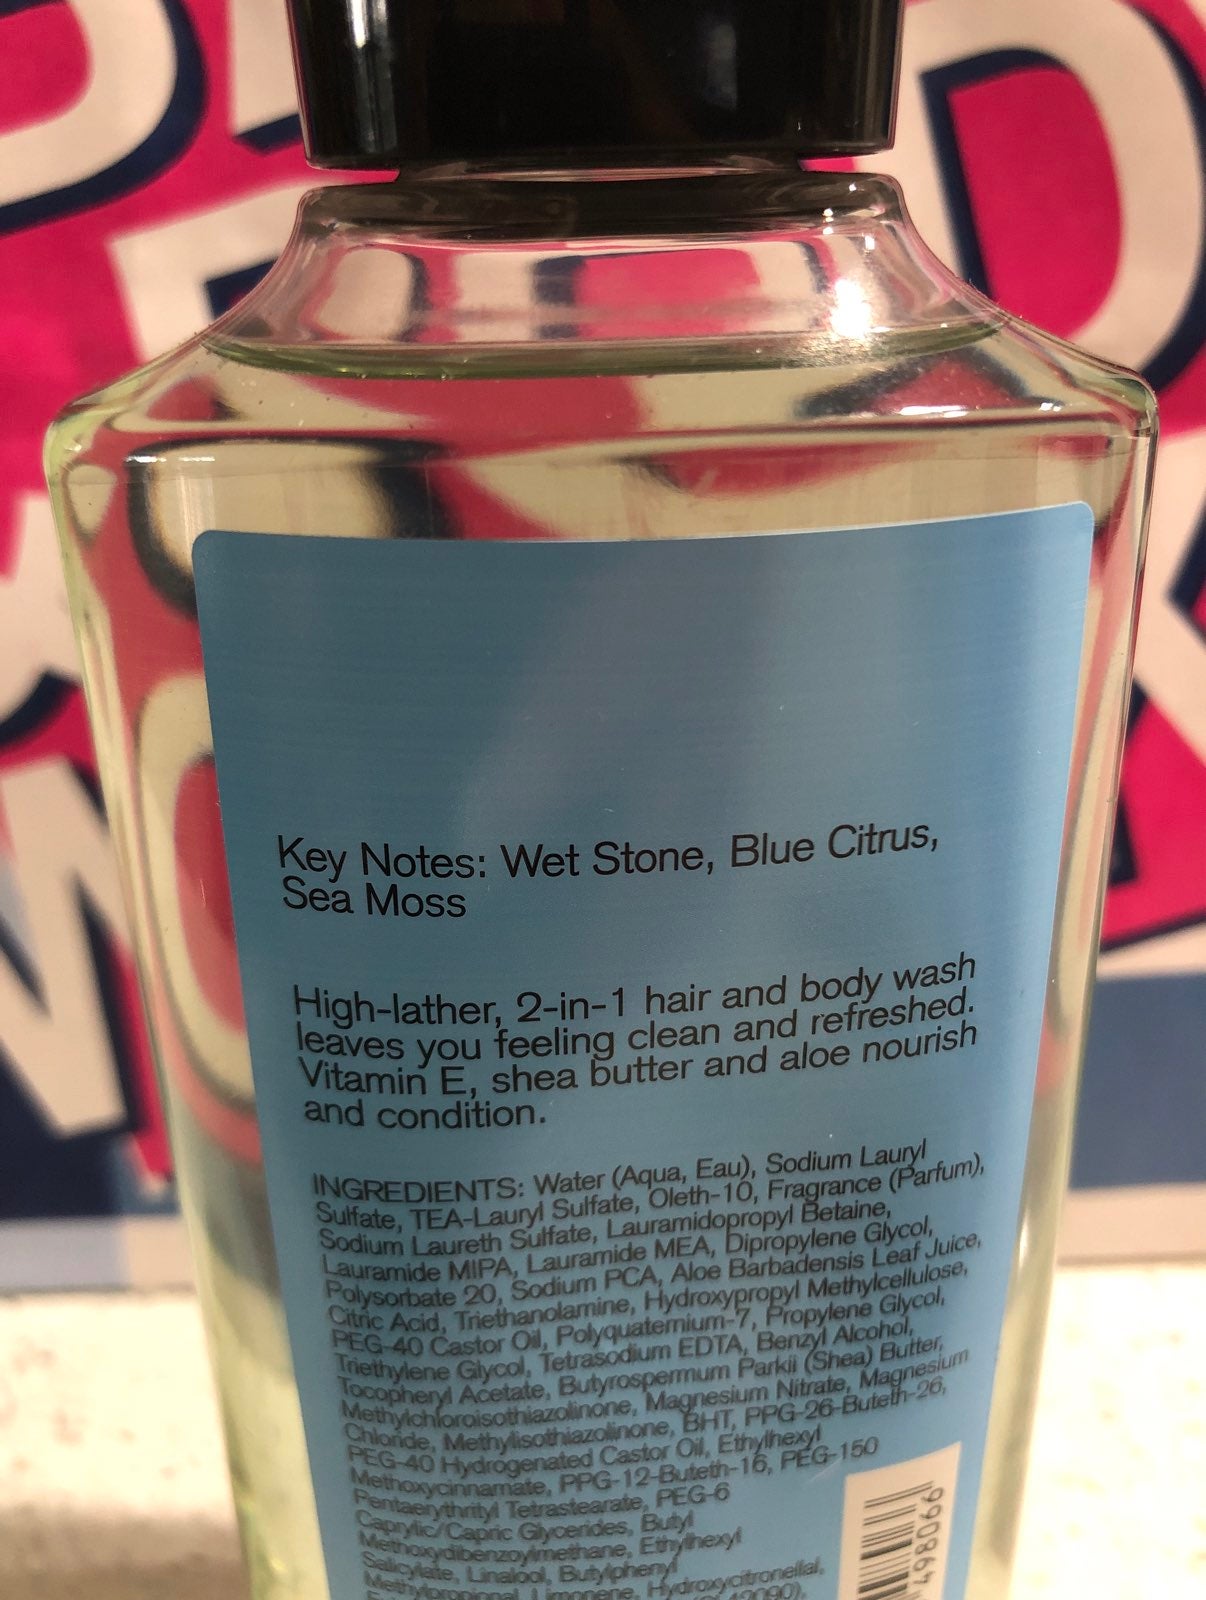 Key Notes: Wet Stone, Blue Citrus,
Sea Moss
High-lather, 2-in-1 hair and body wash
leaves you feeling clean and refreshed.
Vitamin E, shea butter and aloe nourish
and condition.
INGREDIENTS: Water (Aqua, Eau), Sodium Lauryl
Sulfate, TEA-Lauryl Sulfate, Oleth-10, Fragrance (Parfum),
Sodium Laureth Sulfate, Lauramidopropyl Betaine,
Lauramide MIPA, Lauramide MEA, Dipropylene Glycol,
Polysorbate 20, Sodium PCA, Aloe Barbadensis Leaf Juice,
Citric Acid, Triethanolamine, Hydroxypropyl Methylcellulose,
PEG-40 Castor Oil, Polyquaternium-7, Propylene Glycol,
Triethylene Glycol, Tetrasodium EDTA, Benzyl Alcohol,
Tocopheryl Acetate, Butyrospermum Parkii (Shea) Butter,
Methylchloroisothiazolinone, Magnesium Nitrate, Magnesium
Chloride, Methylisothiazolinone, BHT, PPG-26-Buteth-26,
PEG-40 Hydrogenated Castor Oil, Ethylhexyl
Methoxycinnamate, PPG-12-Buteth-16, PEG-150
Pentaerythrityl Tetrastearate, PEG-6
Caprylic/Capric Glycerides, Butyl
Methoxydibenzoylmethane, Ethylhexyl
Salicylate, Linalool, Butylphenyl
Methylpropional, Limonene, Hydroxycitronellal,
42090),
498066